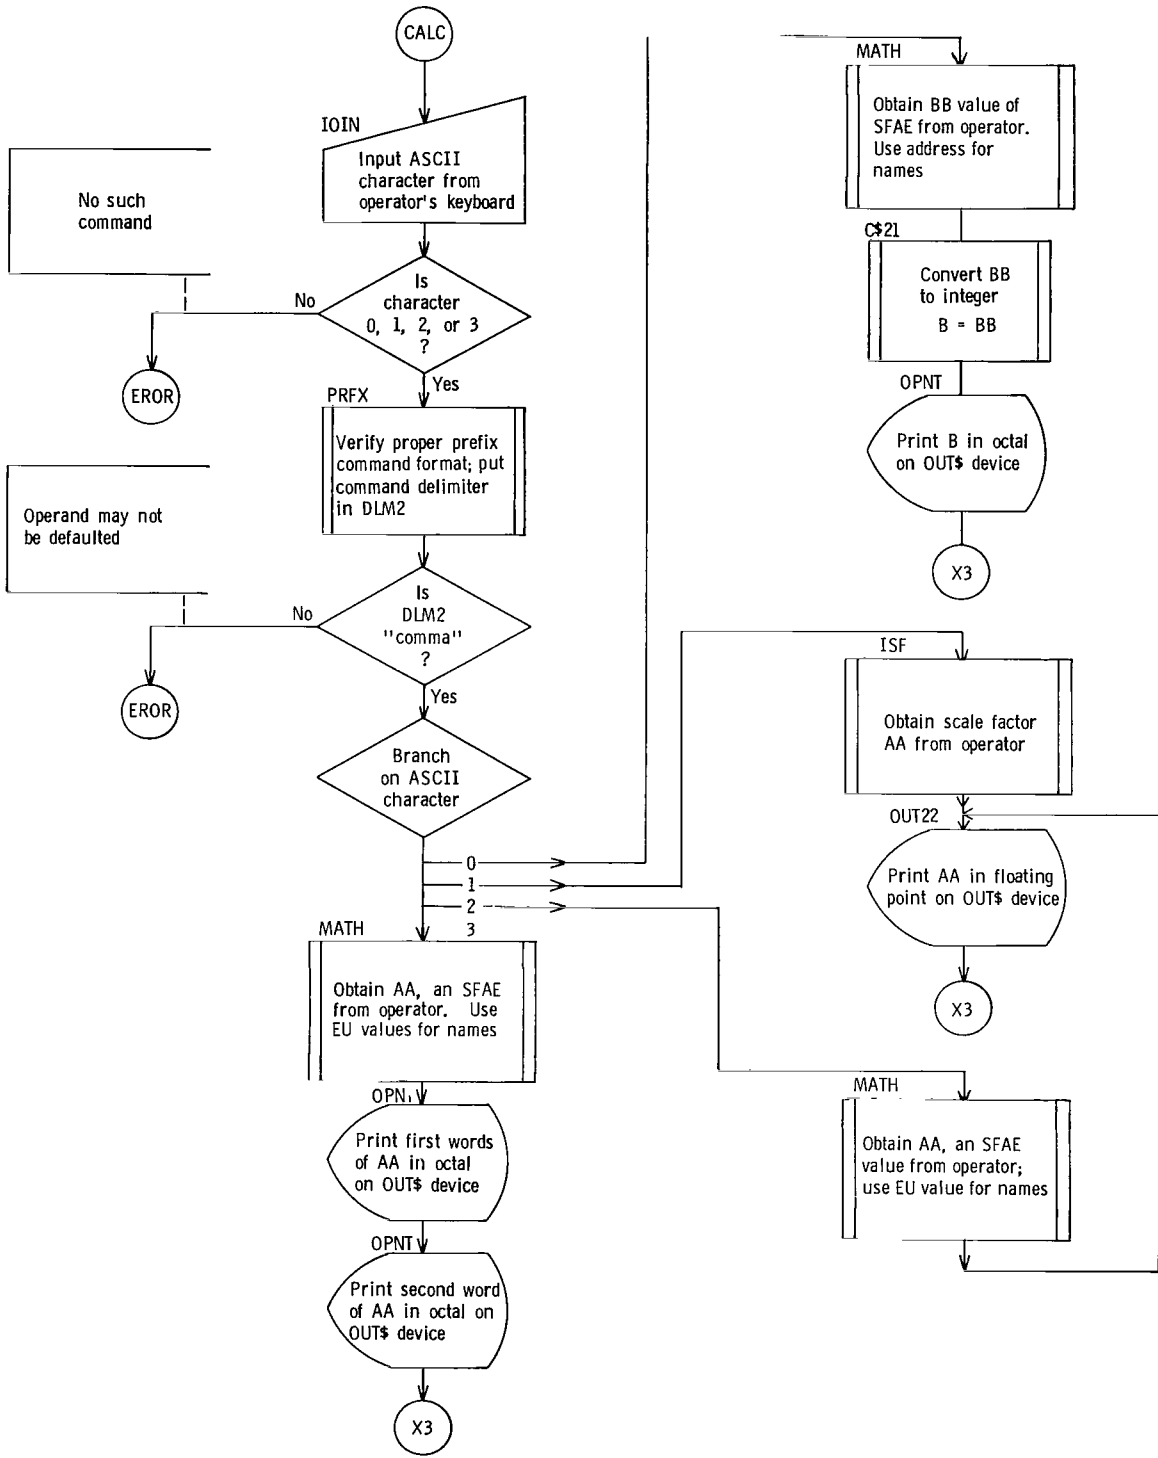 CALC
IOIN
Input ASCII
character from
operator's keyboard
No such
command
Is
character
0, 1, 2, or 3
?
No
Yes
EROR
PRFX
Verify proper prefix
command format; put
command delimiter
in DLM2
Operand may not
be defaulted
Is
DLM2
"comma"
?
No
Yes
EROR
Branch
on ASCII
character
0
1
2
3
MATH
Obtain AA, an SFAE
from operator. Use
EU values for names
OPN
Print first words
of AA in octal
on OUT$ device
OPNT
Print second word
of AA in octal on
OUT$ device
X3
MATH
Obtain BB value of
SFAE from operator.
Use address for
names
C$21
Convert BB
to integer
B = BB
OPNT
Print B in octal
on OUT$ device
X3
ISF
Obtain scale factor
AA from operator
OUT22
Print AA in floating
point on OUT$ device
X3
MATH
Obtain AA, an SFAE
value from operator;
use EU value for names